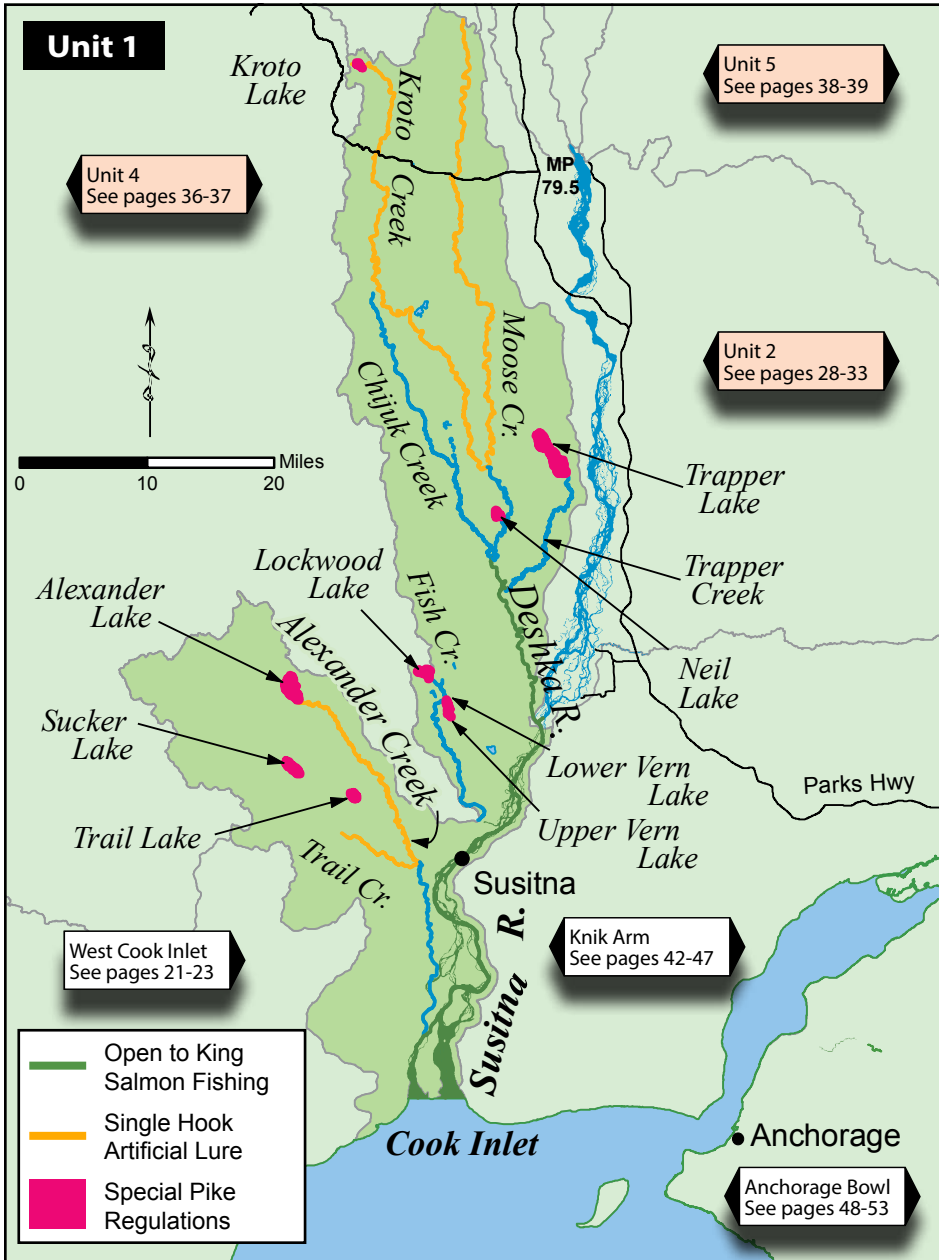 Unit 1
Kroto
Lake
Kroto
Creek
Unit 5
See pages 38-39
MP
79.5
Unit 4
See pages 36-37
Unit 2
See pages 28-33
Moose Cr.
Chijuk Creek
Miles
0
10
20
Trapper
Lake
Trapper
Creek
Neil
Lake
Lockwood
Lake
Fish Cr.
Deshka R.
Alexander
Lake
Alexander Creek
Sucker
Lake
Trail Lake
Trail Cr.
Lower Vern
Lake
Upper Vern
Lake
Parks Hwy
Susitna
Susitna R.
West Cook Inlet
See pages 21-23
Knik Arm
See pages 42-47
Open to King
Salmon Fishing
Single Hook
Artificial Lure
Special Pike
Regulations
Cook Inlet
Anchorage
Anchorage Bowl
See pages 48-53